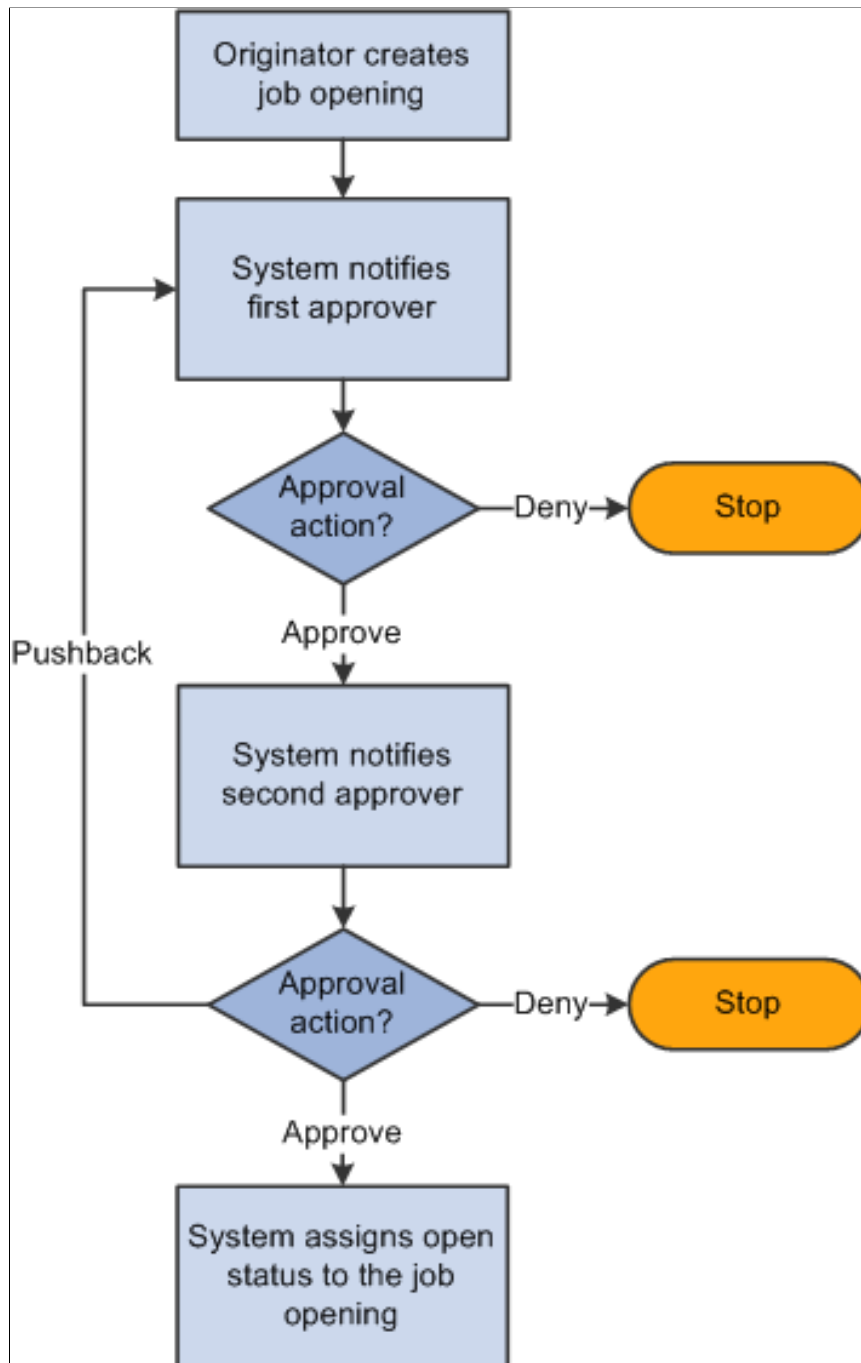 Originator creates
job opening
System notifies
first approver
Approval
action?
Deny
Stop
Approve
Pushback
System notifies
second approver
Approval
action?
Deny
Stop
Approve
System assigns open
status to the job
opening